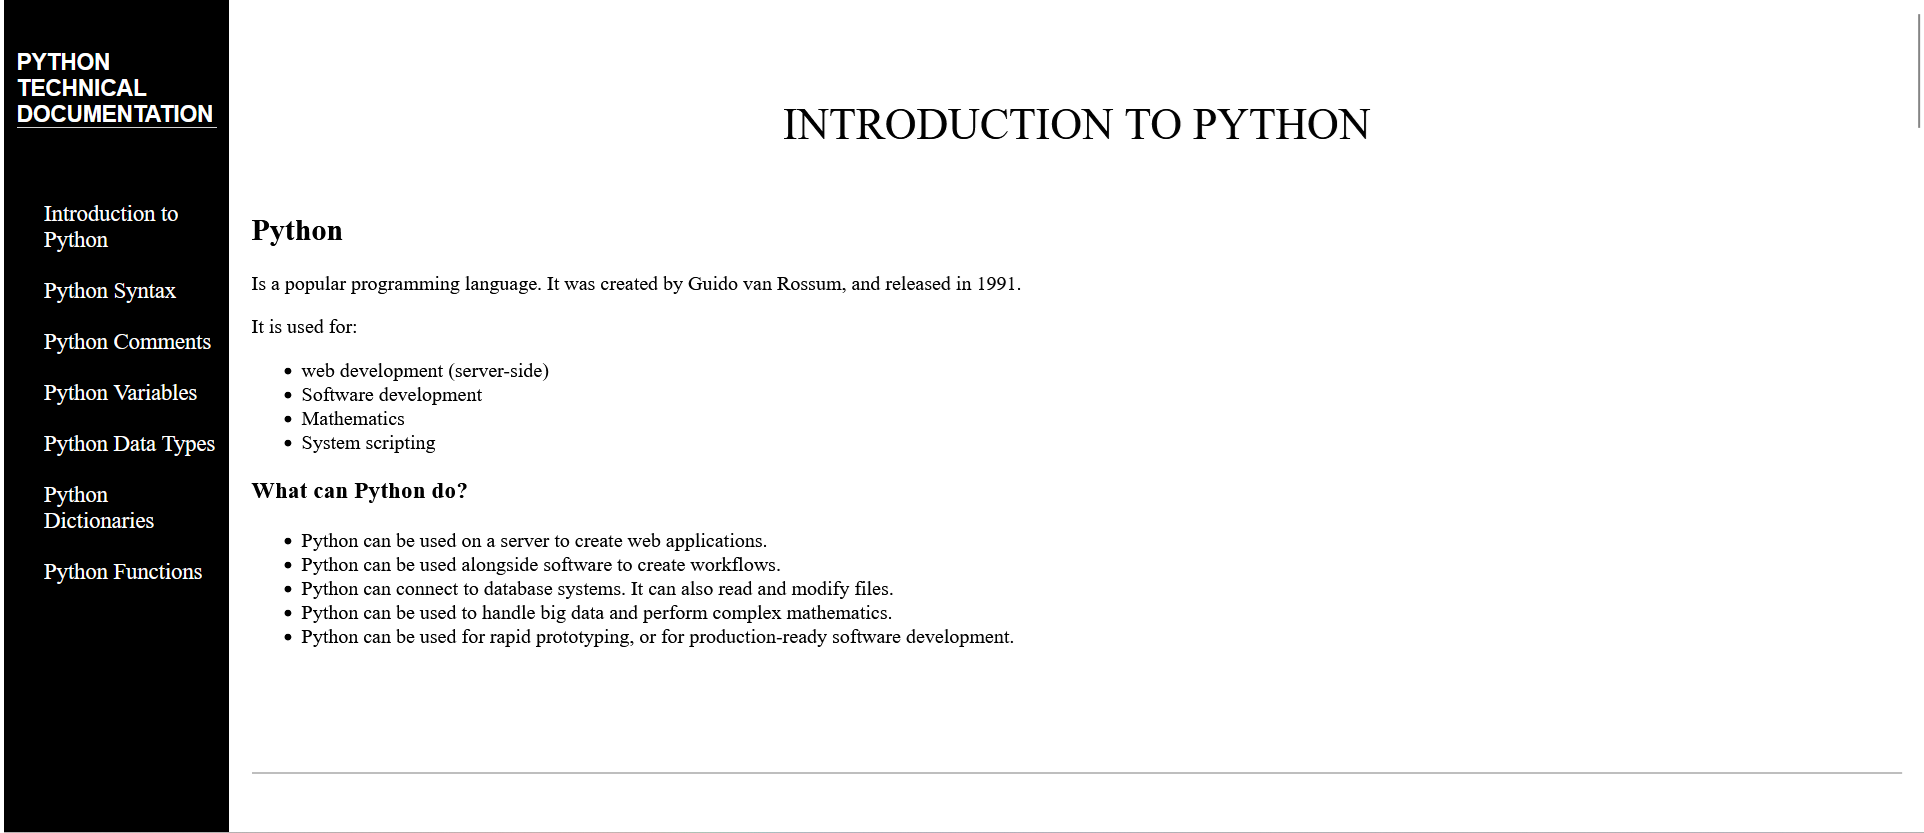 PYTHON
TECHNICAL
DOCUMENTATION
Introduction to
Python
Python Syntax
Python Comments
Python Variables
Python Data Types
Python
Dictionaries
Python Functions
INTRODUCTION TO PYTHON
Python
Is a popular programming language. It was created by Guido van Rossum, and released in 1991.
It is used for:
• web development (server-side)
• Software development
• Mathematics
• System scripting
What can Python do?
• Python can be used on a server to create web applications.
• Python can be used alongside software to create workflows.
• Python can connect to database systems. It can also read and modify files.
• Python can be used to handle big data and perform complex mathematics.
• Python can be used for rapid prototyping, or for production-ready software development.